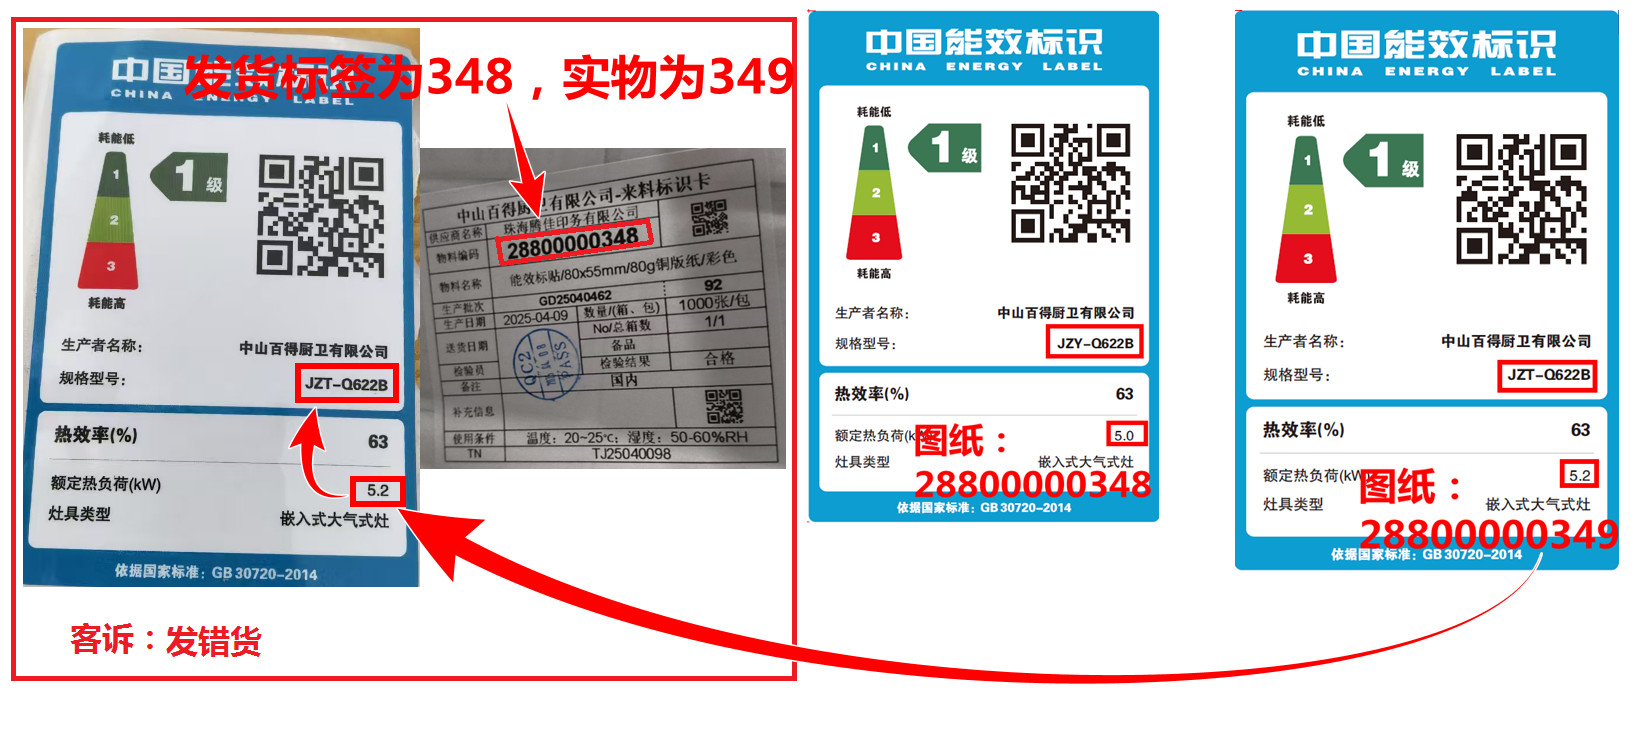 发货标签为348，实物为349
中国能效标识
CHINA ENERGY LABEL
耗能低
1
2
3
耗能高
1级
生产者名称：
中山百得厨卫有限公司
规格型号：
JZT-Q622B
热效率(%)
63
额定热负荷(kW)
5.2
灶具类型
嵌入式大气式灶
依据国家标准：GB 30720-2014
客诉：发错货
中山百得厨卫有限公司-来料标识卡
供应商名称
珠海鹏佳印务有限公司
物料编码
28800000348
物料名称
能效标贴/80x55mm/80g铜版纸/彩色
92
生产批次
GD25040462
数量/(箱、包)
1000张/包
生产日期
2025-04-09
No/总箱数
1/1
送货日期
备品
检验员
检验结果
合格
备注
国内
QC2
PASS
补充信息
使用条件
温度：20~25℃；湿度：50-60%RH
TN
TJ25040098
中国能效标识
CHINA ENERGY LABEL
耗能低
1
2
3
耗能高
1级
生产者名称：
中山百得厨卫有限公司
规格型号：
JZY-Q622B
热效率(%)
63
额定热负荷(k
5.0
灶具类型
嵌入式大气式灶
图纸：
28800000348
依据国家标准：GB 30720-2014
中国能效标识
CHINA ENERGY LABEL
耗能低
1
2
3
耗能高
1级
生产者名称：
中山百得厨卫有限公司
规格型号：
JZT-Q622B
热效率(%)
63
额定热负荷(kW
5.2
灶具类型
嵌入式大气式灶
图纸：
28800000349
依据国家标准：GB 30720-2014